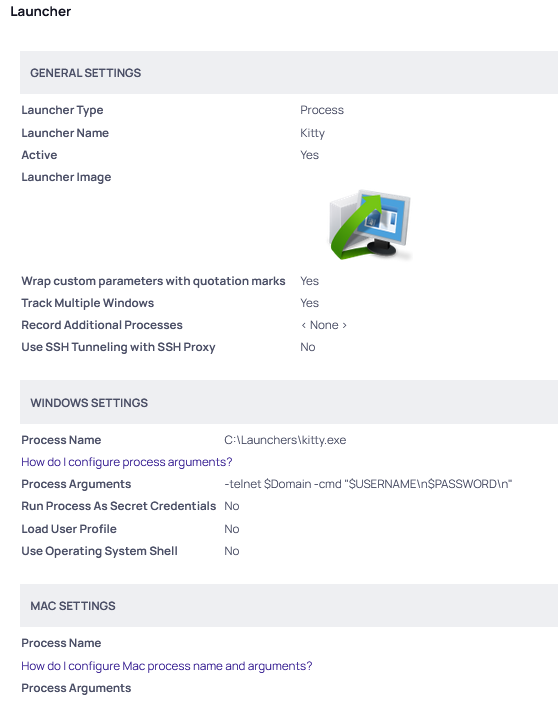 Launcher
GENERAL SETTINGS
Launcher Type Process
Launcher Name Kitty
Active Yes
Launcher Image
Wrap custom parameters with quotation marks Yes
Track Multiple Windows Yes
Record Additional Processes < None >
Use SSH Tunneling with SSH Proxy No
WINDOWS SETTINGS
Process Name C:\Launchers\kitty.exe
How do I configure process arguments?
Process Arguments -telnet $Domain -cmd "$USERNAME\n$PASSWORD\n"
Run Process As Secret Credentials No
Load User Profile No
Use Operating System Shell No
MAC SETTINGS
Process Name
How do I configure Mac process name and arguments?
Process Arguments